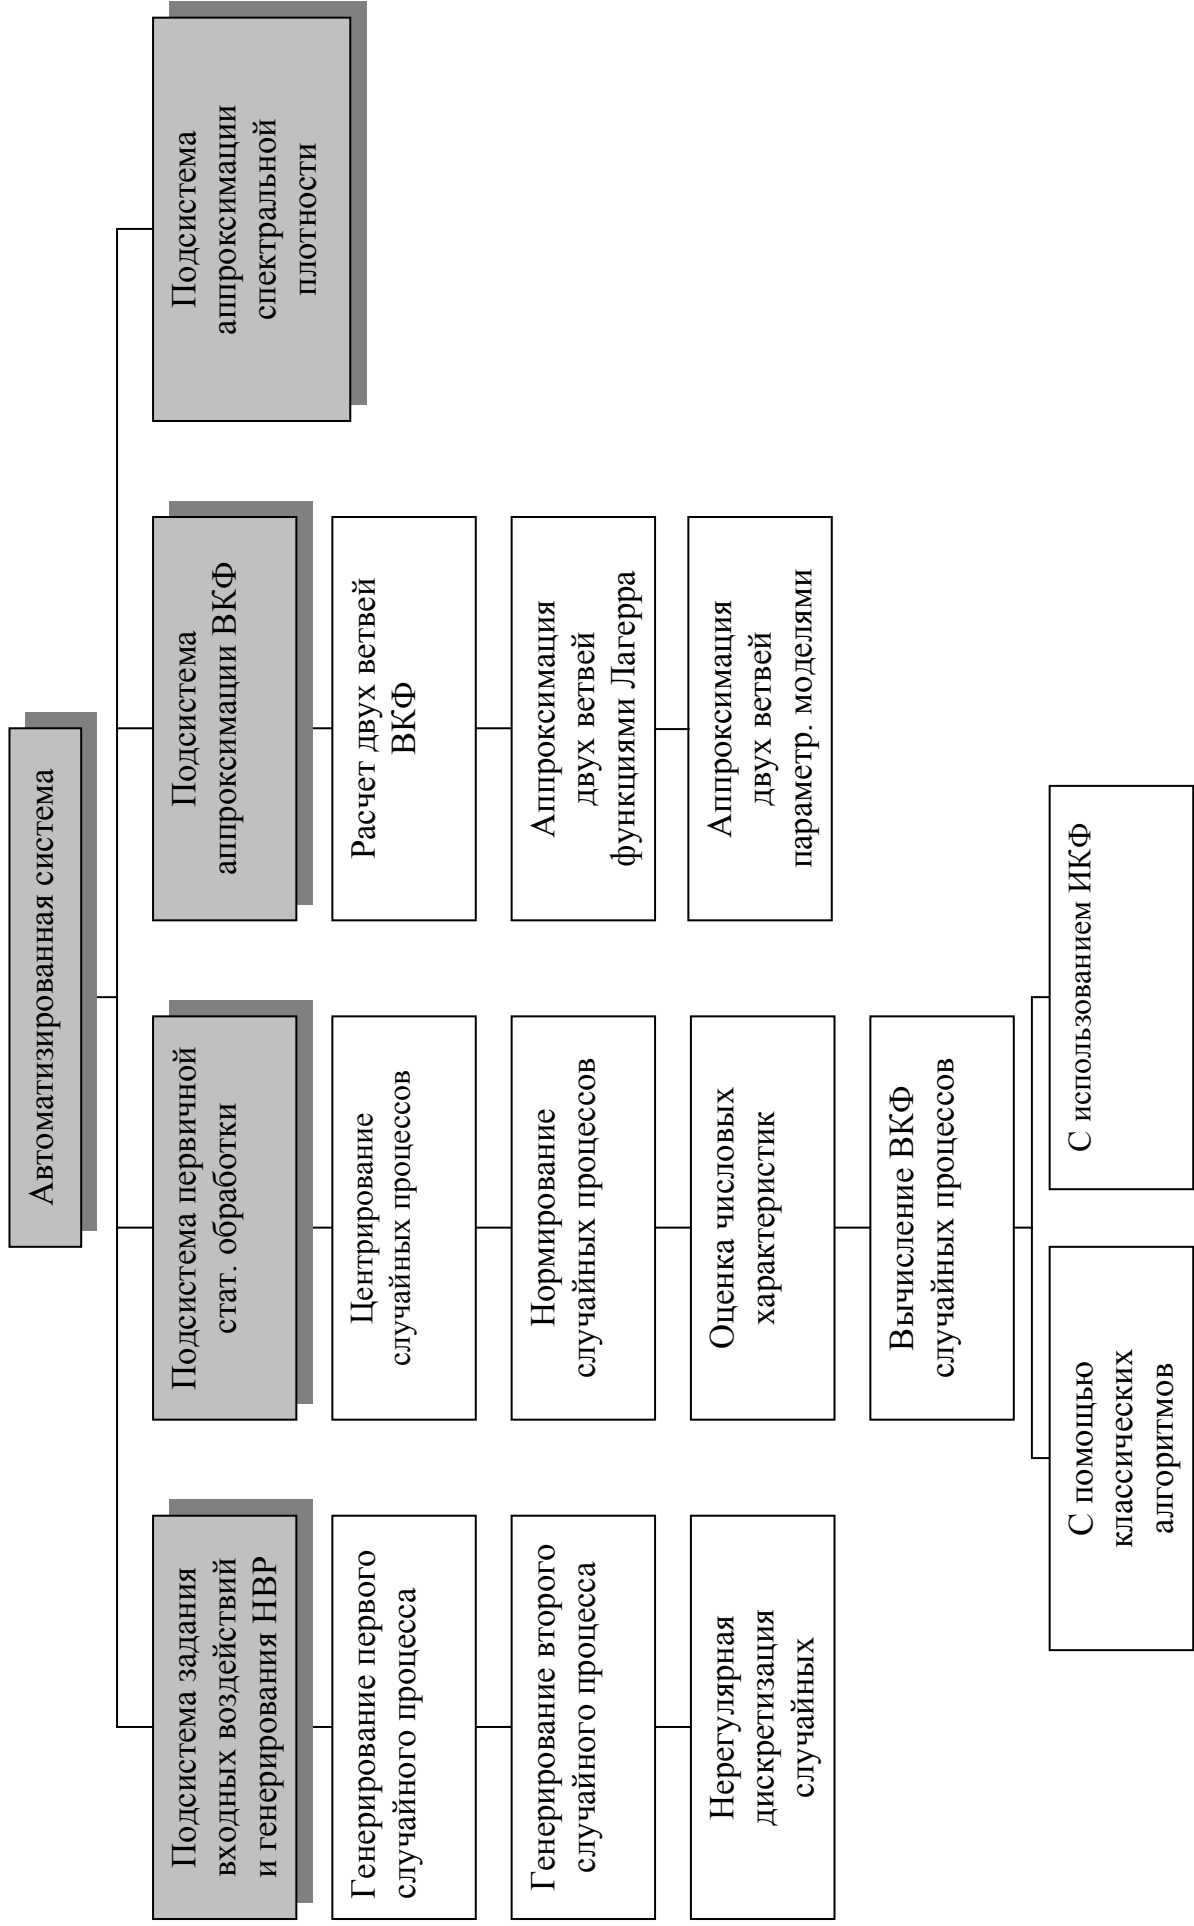 Автоматизированная система
Подсистема задания
входных воздействий
и генерирования НВР
Генерирование первого
случайного процесса
Генерирование второго
случайного процесса
Нерегулярная
дискретизация
случайных
Подсистема первичной
стат. обработки
Центрирование
случайных процессов
Нормирование
случайных процессов
Оценка числовых
характеристик
Вычисление ВКФ
случайных процессов
С помощью
классических
алгоритмов
С использованием ИКФ
Подсистема
аппроксимации ВКФ
Расчет двух ветвей
ВКФ
Аппроксимация
двух ветвей
функциями Лагерра
Аппроксимация
двух ветвей
параметр. моделями
Подсистема
аппроксимации
спектральной
плотности